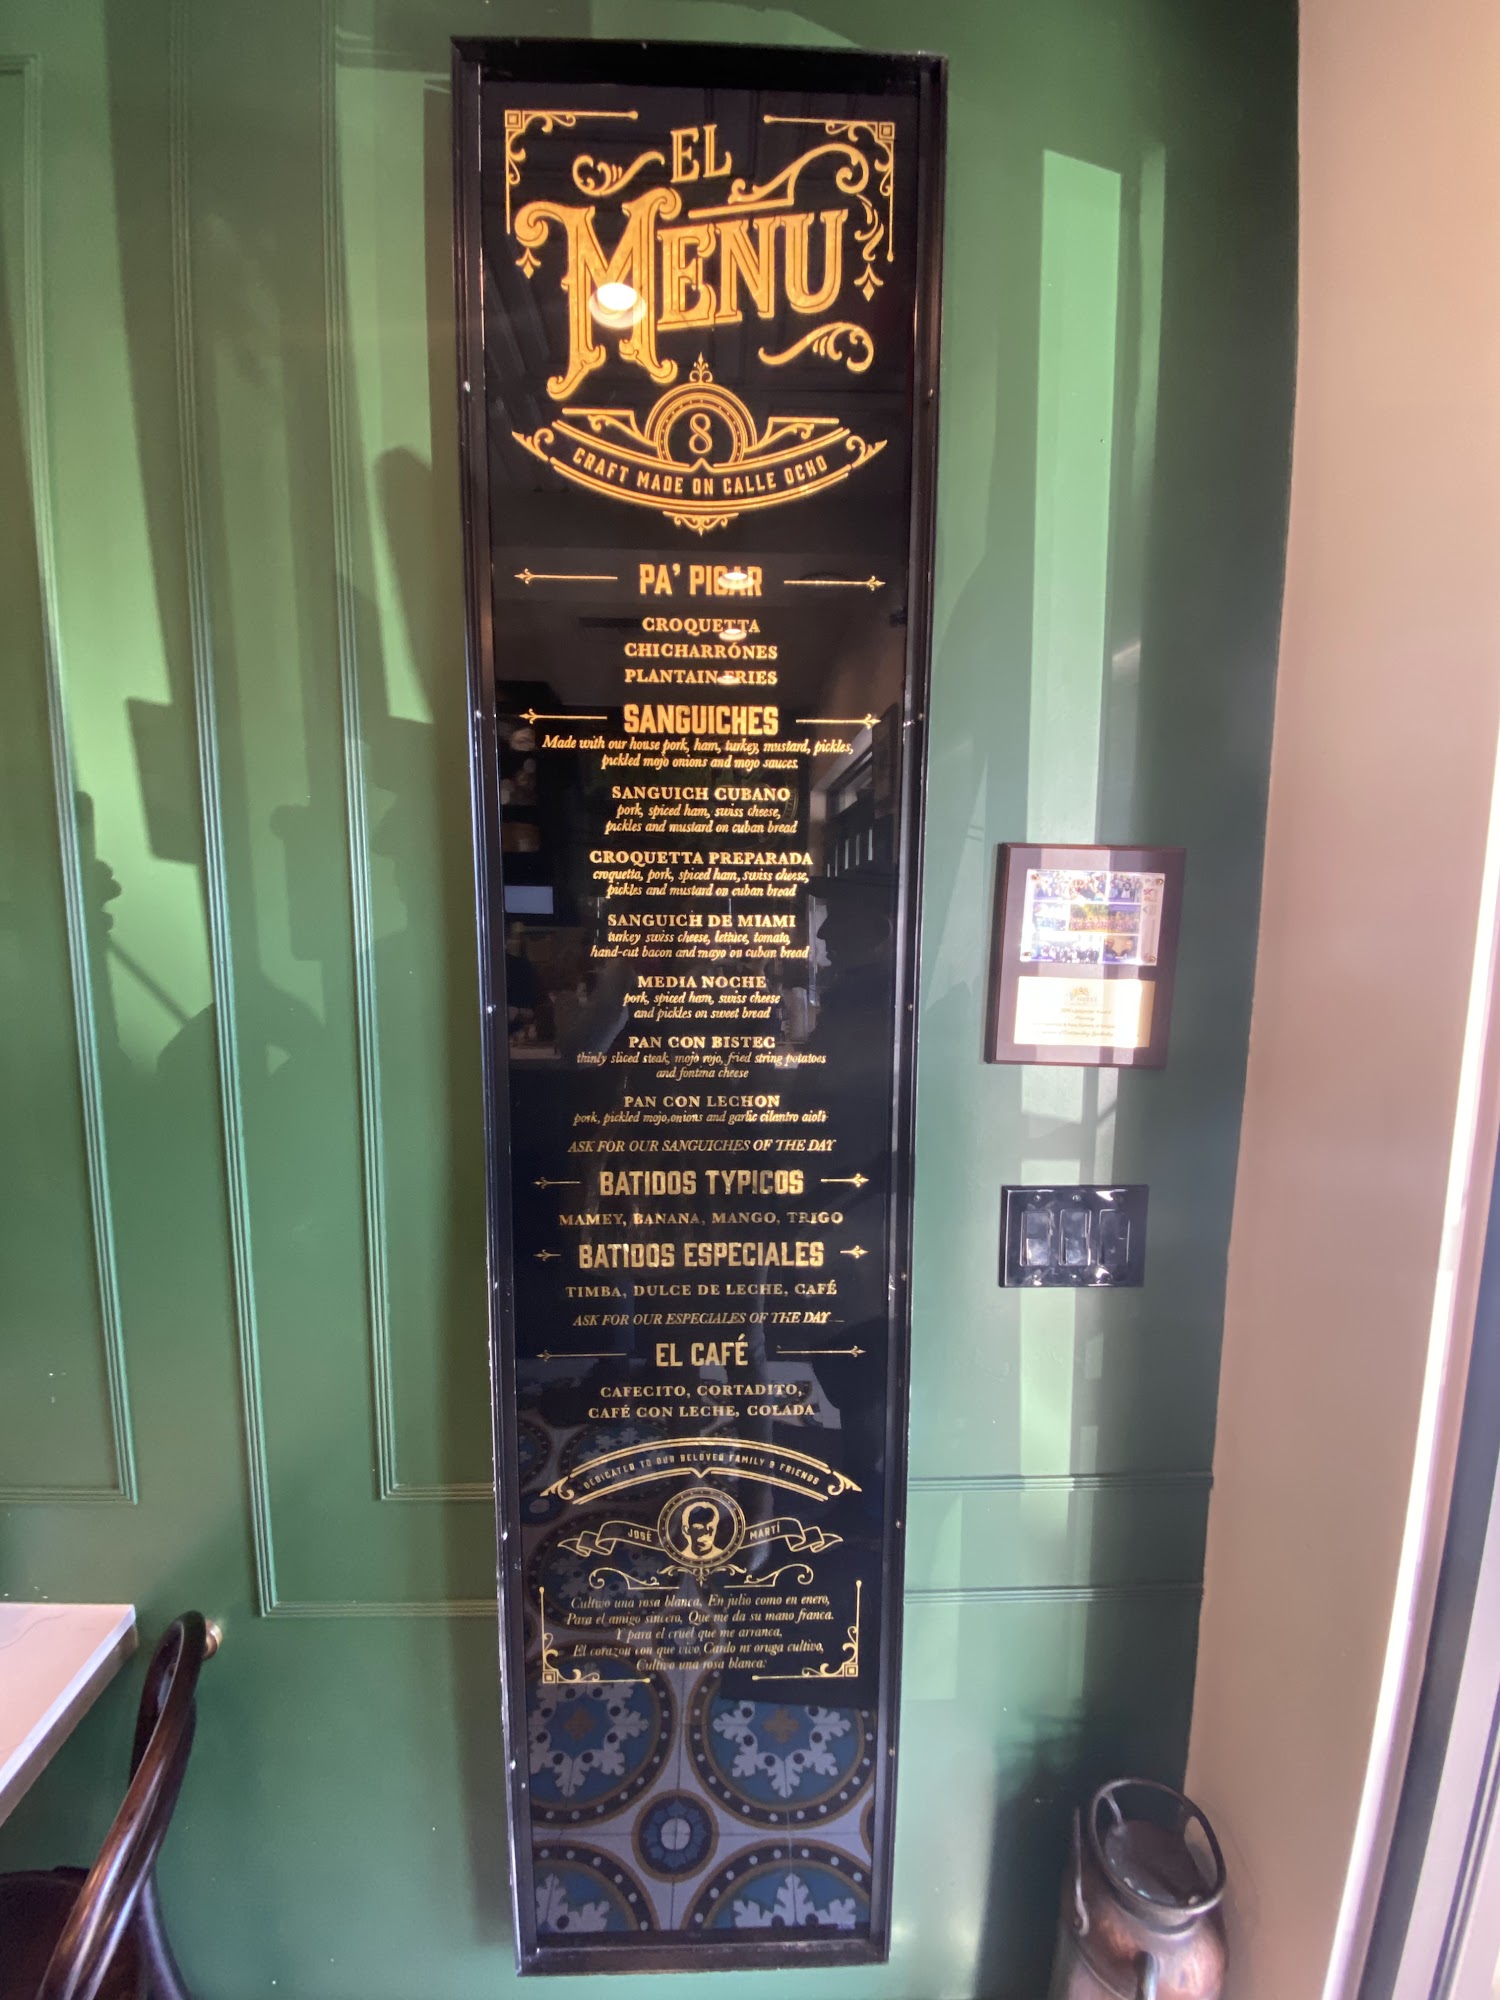 EL
MENU
8
CRAFT MADE ON CALLE OCHO
PA' PICAR
CROQUETTA
CHICHARRÓNES
PLANTAIN FRIES
SANGUICHES
Made with our house pork, ham, turkey, mustard, pickles,
pickled mojo onions and mojo sauces.
SANGUICH CUBANO
pork, spiced ham, swiss cheese,
pickles and mustard on cuban bread
CROQUETTA PREPARADA
croquetta, pork, spiced ham, swiss cheese,
pickles and mustard on cuban bread
SANGUICH DE MIAMI
turkey swiss cheese, lettuce, tomato,
hand-cut bacon and mayo on cuban bread
MEDIA NOCHE
pork, spiced ham, swiss cheese
and pickles on sweet bread
PAN CON BISTEC
thinly sliced steak, mojo rojo, fried string potatoes
and fontina cheese
PAN CON LECHON
pork, pickled mojo onions and garlic cilantro aioli
ASK FOR OUR SANGUICHES OF THE DAY
BATIDOS TYPICOS
MAMEY, BANANA, MANGO, TRIGO
BATIDOS ESPECIALES
TIMBA, DULCE DE LECHE, CAFÉ
ASK FOR OUR ESPECIALES OF THE DAY
EL CAFÉ
CAFECITO, CORTADITO,
CAFÉ CON LECHE, COLADA
DEDICATED TO OUR BELOVED FAMILY & FRIENDS
JOSÉ MARTÍ
Cultivo una rosa blanca, En julio como en enero,
Para el amigo sincero, Que me da su mano franca.
Y para el cruel que me arranca,
El corazon con que vivo, Cardo ni oruga cultivo,
Cultivo una rosa blanca.